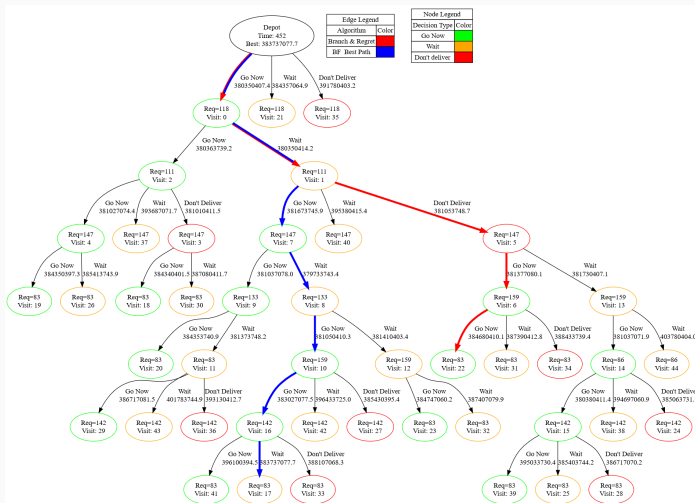 Depot
Time: 452
Best: 383737077.7
Edge Legend
Algorithm Color
Branch & Regret
BF Best Path
Node Legend
Decision Type Color
Go Now
Wait
Don't deliver
Go Now
380350407.4
Wait
384357064.9
Don't Deliver
391780403.2
Req=118
Visit: 0
Req=118
Visit: 21
Req=118
Visit: 35
Go Now
380363739.2
Wait
380350414.2
Req=111
Visit: 2
Req=111
Visit: 1
Go Now
381027074.4
Wait
393687071.7
Don't Deliver
381010411.5
Go Now
381673745.9
Wait
395380415.4
Don't Deliver
381053748.7
Req=147
Visit: 4
Req=147
Visit: 37
Req=147
Visit: 3
Req=147
Visit: 7
Req=147
Visit: 40
Req=147
Visit: 5
Go Now
384350397.3
Wait
385413743.9
Go Now
384340401.5
Wait
387080411.7
Go Now
381037078.0
Wait
379733743.4
Go Now
381377080.1
Wait
381730407.1
Req=83
Visit: 19
Req=83
Visit: 26
Req=83
Visit: 18
Req=83
Visit: 30
Req=133
Visit: 9
Req=133
Visit: 8
Req=159
Visit: 6
Req=159
Visit: 13
Go Now
384353740.9
Wait
381373748.2
Go Now
381050410.3
Wait
381410403.4
Go Now
384680410.1
Wait
387390412.8
Don't Deliver
388433739.4
Go Now
381037071.9
Wait
403780404.0
Req=83
Visit: 20
Req=83
Visit: 11
Req=159
Visit: 10
Req=159
Visit: 12
Req=83
Visit: 22
Req=83
Visit: 31
Req=83
Visit: 34
Req=86
Visit: 14
Req=86
Visit: 44
Go Now
386717081.5
Wait
401783744.9
Don't Deliver
393130412.7
Go Now
383027077.5
Wait
396433725.0
Don't Deliver
385430395.4
Go Now
384747060.2
Wait
387407079.9
Go Now
380380411.4
Wait
394697060.9
Don't Deliver
385063731.
Req=142
Visit: 29
Req=142
Visit: 43
Req=142
Visit: 36
Req=142
Visit: 16
Req=142
Visit: 42
Req=142
Visit: 27
Req=83
Visit: 23
Req=83
Visit: 32
Req=142
Visit: 15
Req=142
Visit: 38
Req=142
Visit: 24
Go Now
396100394.5
Wait
383737077.7
Don't Deliver
388107068.3
Go Now
395033730.4
Wait
385403744.2
Don't Deliver
386717070.2
Req=83
Visit: 41
Req=83
Visit: 17
Req=83
Visit: 33
Req=83
Visit: 39
Req=83
Visit: 25
Req=83
Visit: 28